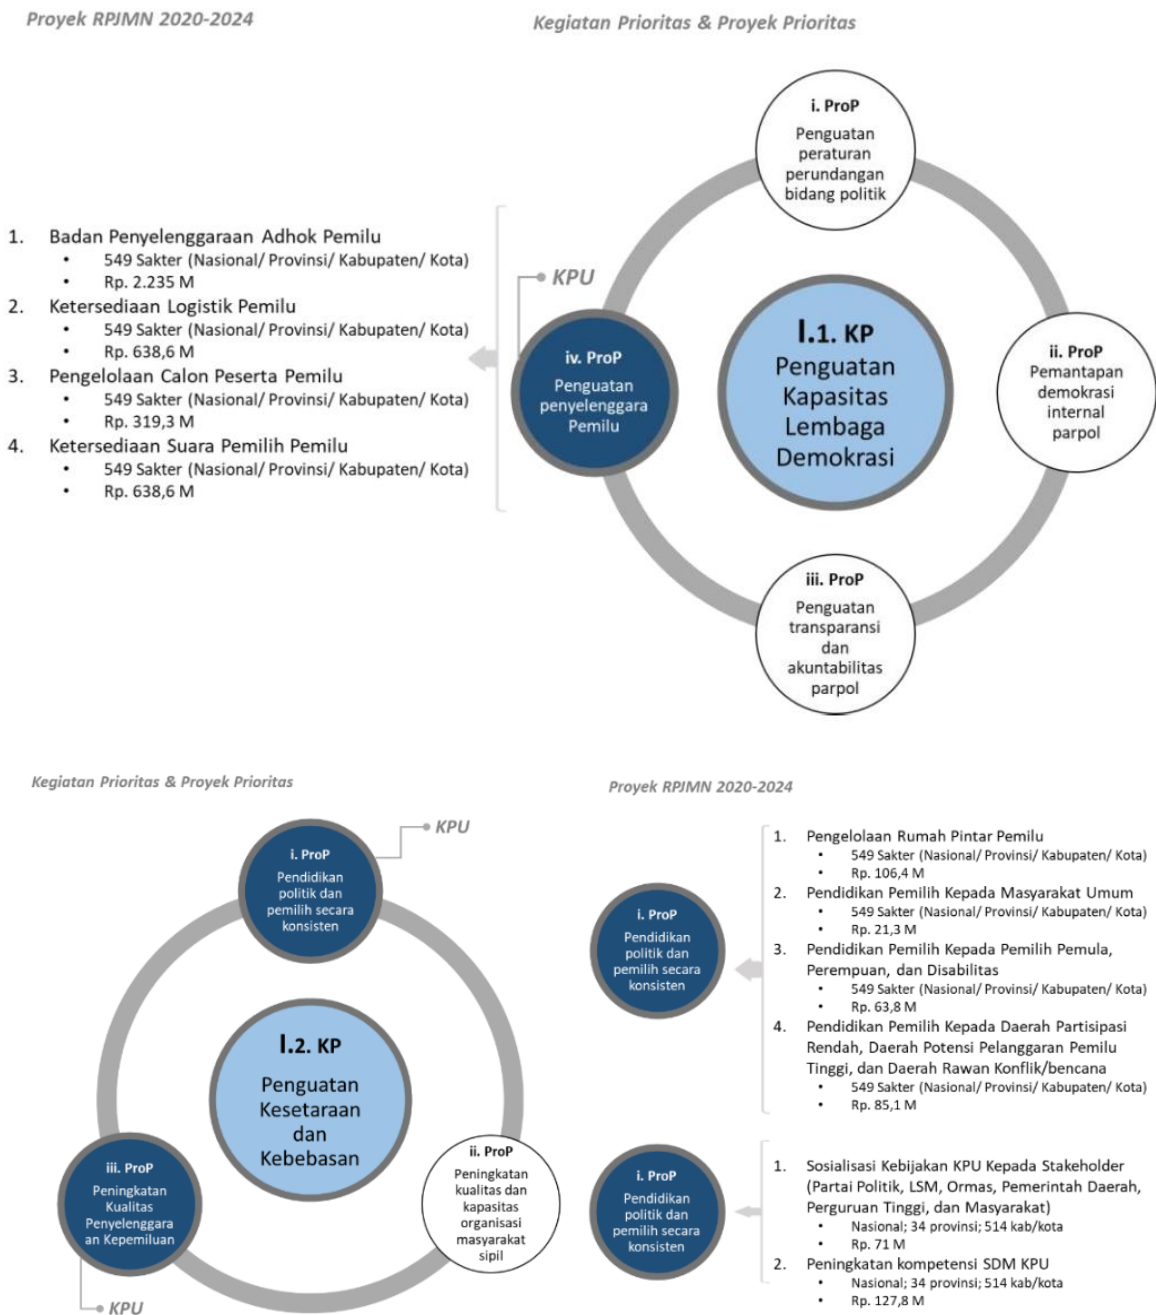 Proyek RPJMN 2020-2024
Kegiatan Prioritas & Proyek Prioritas
1. Badan Penyelenggaraan Adhok Pemilu
• 549 Sakter (Nasional/ Provinsi/ Kabupaten/ Kota)
• Rp. 2.235 M
2. Ketersediaan Logistik Pemilu
• 549 Sakter (Nasional/ Provinsi/ Kabupaten/ Kota)
• Rp. 638,6 M
3. Pengelolaan Calon Peserta Pemilu
• 549 Sakter (Nasional/ Provinsi/ Kabupaten/ Kota)
• Rp. 319,3 M
4. Ketersediaan Suara Pemilih Pemilu
• 549 Sakter (Nasional/ Provinsi/ Kabupaten/ Kota)
• Rp. 638,6 M
KPU
i. ProP
Penguatan
peraturan
perundangan
bidang politik
I.1. KP
Penguatan
Kapasitas
Lembaga
Demokrasi
ii. ProP
Pemantapan
demokrasi
internal
parpol
iii. ProP
Penguatan
transparansi
dan
akuntabilitas
parpol
iv. ProP
Penguatan
penyelenggara
Pemilu
Kegiatan Prioritas & Proyek Prioritas
KPU
i. ProP
Pendidikan
politik dan
pemilih secara
konsisten
I.2. KP
Penguatan
Kesetaraan
dan
Kebebasan
ii. ProP
Peningkatan
kualitas dan
kapasitas
organisasi
masyarakat
sipil
iii. ProP
Peningkatan
Kualitas
Penyelenggara
an Kepemiluan
KPU
Proyek RPJMN 2020-2024
i. ProP
Pendidikan
politik dan
pemilih secara
konsisten
1. Pengelolaan Rumah Pintar Pemilu
• 549 Sakter (Nasional/ Provinsi/ Kabupaten/ Kota)
• Rp. 106,4 M
2. Pendidikan Pemilih Kepada Masyarakat Umum
• 549 Sakter (Nasional/ Provinsi/ Kabupaten/ Kota)
• Rp. 21,3 M
3. Pendidikan Pemilih Kepada Pemilih Pemula,
Perempuan, dan Disabilitas
• 549 Sakter (Nasional/ Provinsi/ Kabupaten/ Kota)
• Rp. 63,8 M
4. Pendidikan Pemilih Kepada Daerah Partisipasi
Rendah, Daerah Potensi Pelanggaran Pemilu
Tinggi, dan Daerah Rawan Konflik/bencana
• 549 Sakter (Nasional/ Provinsi/ Kabupaten/ Kota)
• Rp. 85,1 M
i. ProP
Pendidikan
politik dan
pemilih secara
konsisten
1. Sosialisasi Kebijakan KPU Kepada Stakeholder
(Partai Politik, LSM, Ormas, Pemerintah Daerah,
Perguruan Tinggi, dan Masyarakat)
• Nasional; 34 provinsi; 514 kab/kota
• Rp. 71 M
2. Peningkatan kompetensi SDM KPU
• Nasional; 34 provinsi; 514 kab/kota
• Rp. 127,8 M